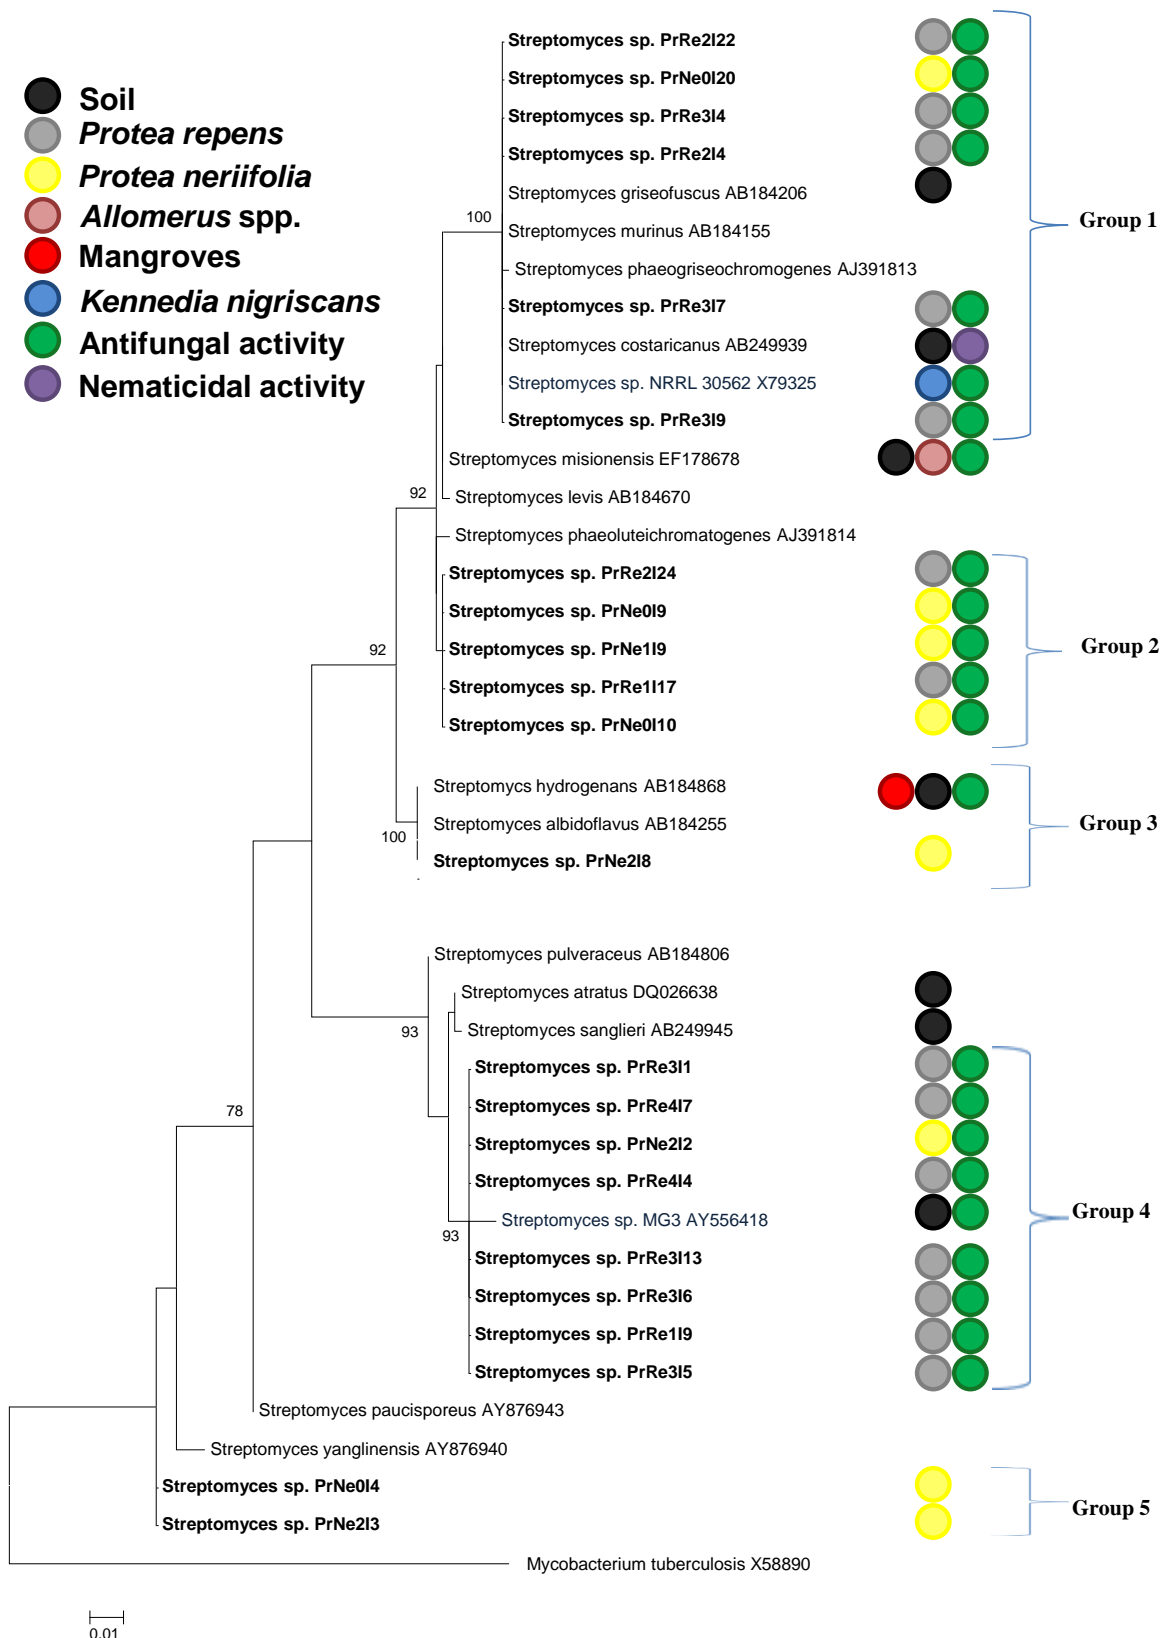 Soil
Protea repens
Protea neriifolia
Allomerus spp.
Mangroves
Kennedia nigriscans
Antifungal activity
Nematicidal activity
Streptomyces sp. PrRe2I22
Streptomyces sp. PrNe0I20
Streptomyces sp. PrRe3I4
Streptomyces sp. PrRe2I4
Streptomyces griseofuscus AB184206
100
Group 1
Streptomyces murinus AB184155
Streptomyces phaeogriseochromogenes AJ391813
Streptomyces sp. PrRe3I7
Streptomyces costaricanus AB249939
Streptomyces sp. NRRL 30562 X79325
Streptomyces sp. PrRe3I9
Streptomyces misionensis EF178678
92
Streptomyces levis AB184670
Streptomyces phaeoluteichromatogenes AJ391814
Streptomyces sp. PrRe2I24
Streptomyces sp. PrNe0I9
92
Streptomyces sp. PrNe1I9
Group 2
Streptomyces sp. PrRe1I17
Streptomyces sp. PrNe0I10
Streptomycs hydrogenans AB184868
Streptomyces albidoflavus AB184255
Group 3
100
Streptomyces sp. PrNe2I8
Streptomyces pulveraceus AB184806
Streptomyces atratus DQ026638
93
Streptomyces sanglieri AB249945
Streptomyces sp. PrRe3I1
78
Streptomyces sp. PrRe4I7
Streptomyces sp. PrNe2I2
Streptomyces sp. PrRe4I4
Streptomyces sp. MG3 AY556418
Group 4
93
Streptomyces sp. PrRe3I13
Streptomyces sp. PrRe3I6
Streptomyces sp. PrRe1I9
Streptomyces sp. PrRe3I5
Streptomyces paucisporeus AY876943
Streptomyces yanglinensis AY876940
Streptomyces sp. PrNe0I4
Group 5
Streptomyces sp. PrNe2I3
Mycobacterium tuberculosis X58890
0.01